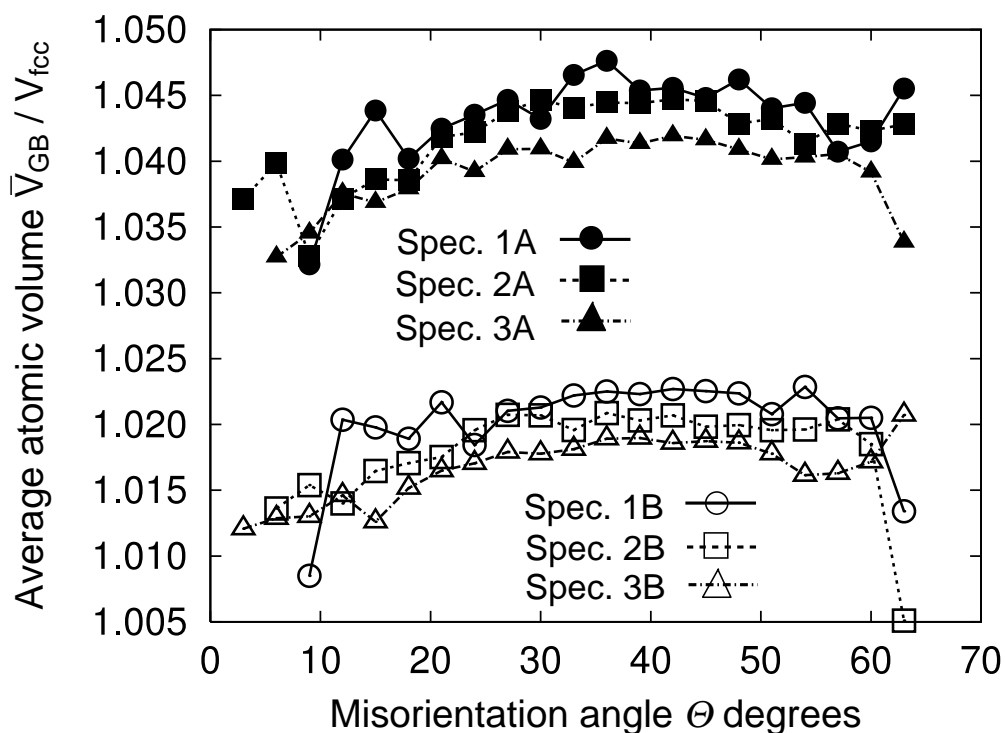 Average atomic volume V̅GB / Vfcc
1.050
1.045
1.040
1.035
1.030
1.025
1.020
1.015
1.010
1.005
Spec. 1A
Spec. 2A
Spec. 3A
Spec. 1B
Spec. 2B
Spec. 3B
0 10 20 30 40 50 60 70
Misorientation angle Θ degrees